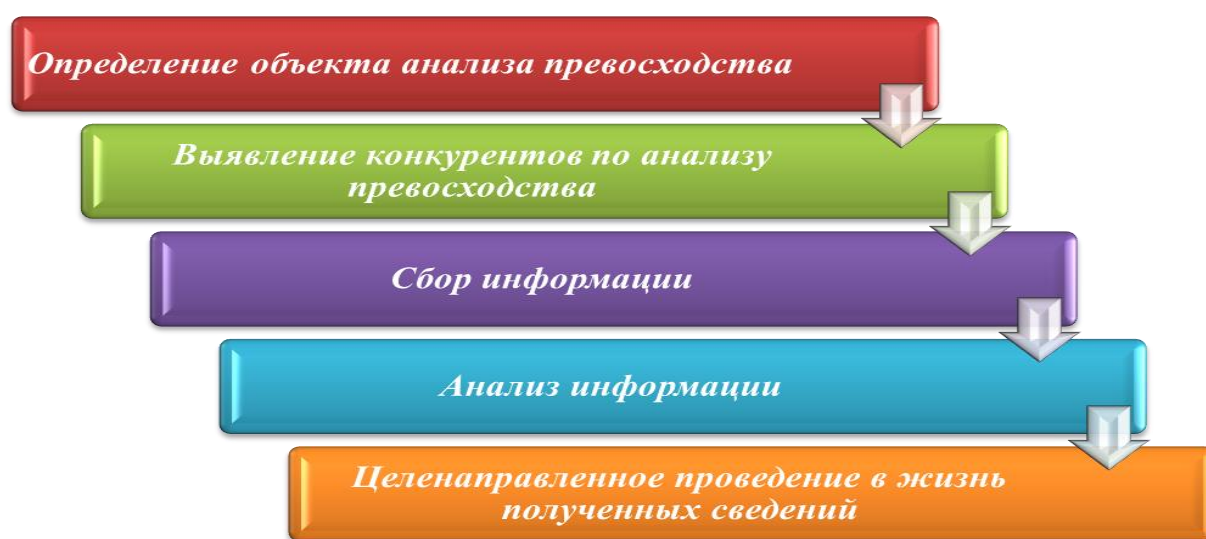 Определение объекта анализа превосходства
Выявление конкурентов по анализу
превосходства
Сбор информации
Анализ информации
Целенаправленное проведение в жизнь
полученных сведений